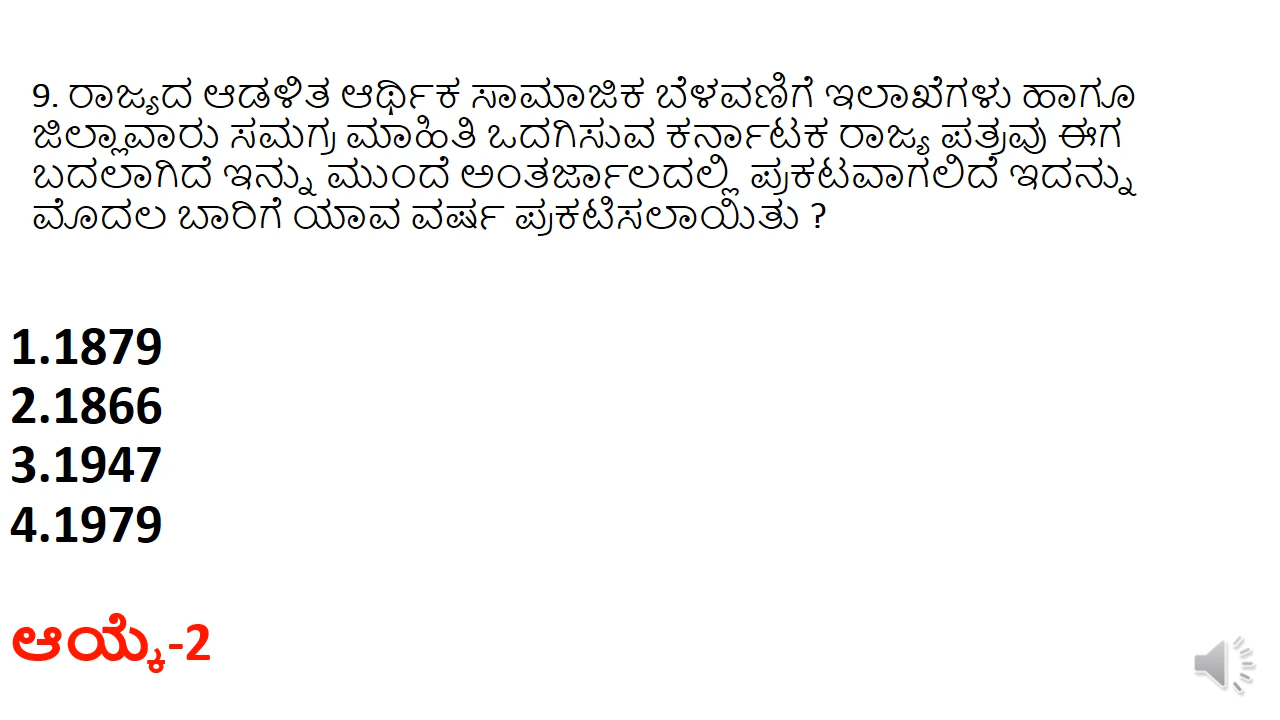 9. ರಾಜ್ಯದ ಆಡಳಿತ ಆರ್ಥಿಕ ಸಾಮಾಜಿಕ ಬೆಳವಣಿಗೆ ಇಲಾಖೆಗಳು ಹಾಗೂ
ಜಿಲ್ಲಾವಾರು ಸಮಗ್ರ ಮಾಹಿತಿ ಒದಗಿಸುವ ಕರ್ನಾಟಕ ರಾಜ್ಯ ಪತ್ರವು ಈಗ
ಬದಲಾಗಿದೆ ಇನ್ನು ಮುಂದೆ ಅಂತರ್ಜಾಲದಲ್ಲಿ ಪ್ರಕಟವಾಗಲಿದೆ ಇದನ್ನು
ಮೊದಲ ಬಾರಿಗೆ ಯಾವ ವರ್ಷ ಪ್ರಕಟಿಸಲಾಯಿತು ?
1.1879
2.1866
3.1947
4.1979
ಆಯ್ಕೆ-2